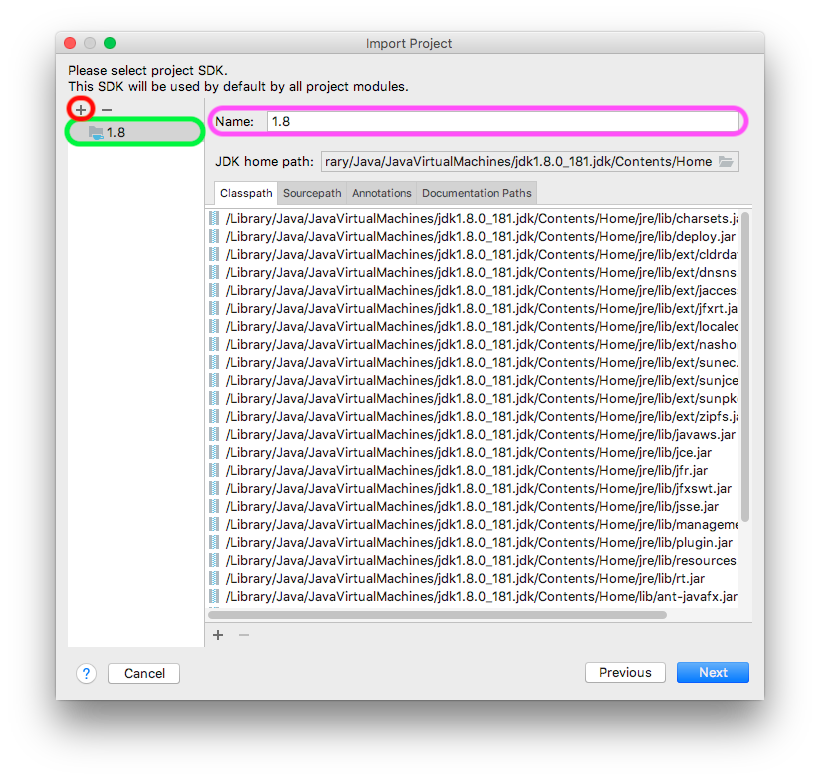 Import Project
Please select project SDK.
This SDK will be used by default by all project modules.
+ −
1.8
Name: 1.8
JDK home path: rary/Java/JavaVirtualMachines/jdk1.8.0_181.jdk/Contents/Home
Classpath Sourcepath Annotations Documentation Paths
/Library/Java/JavaVirtualMachines/jdk1.8.0_181.jdk/Contents/Home/jre/lib/charsets.ja
/Library/Java/JavaVirtualMachines/jdk1.8.0_181.jdk/Contents/Home/jre/lib/deploy.jar
/Library/Java/JavaVirtualMachines/jdk1.8.0_181.jdk/Contents/Home/jre/lib/ext/cldrda
/Library/Java/JavaVirtualMachines/jdk1.8.0_181.jdk/Contents/Home/jre/lib/ext/dnsns
/Library/Java/JavaVirtualMachines/jdk1.8.0_181.jdk/Contents/Home/jre/lib/ext/jacces
/Library/Java/JavaVirtualMachines/jdk1.8.0_181.jdk/Contents/Home/jre/lib/ext/jfxrt.ja
/Library/Java/JavaVirtualMachines/jdk1.8.0_181.jdk/Contents/Home/jre/lib/ext/localed
/Library/Java/JavaVirtualMachines/jdk1.8.0_181.jdk/Contents/Home/jre/lib/ext/nasho
/Library/Java/JavaVirtualMachines/jdk1.8.0_181.jdk/Contents/Home/jre/lib/ext/sunec.
/Library/Java/JavaVirtualMachines/jdk1.8.0_181.jdk/Contents/Home/jre/lib/ext/sunjce
/Library/Java/JavaVirtualMachines/jdk1.8.0_181.jdk/Contents/Home/jre/lib/ext/sunpk
/Library/Java/JavaVirtualMachines/jdk1.8.0_181.jdk/Contents/Home/jre/lib/ext/zipfs.ja
/Library/Java/JavaVirtualMachines/jdk1.8.0_181.jdk/Contents/Home/jre/lib/javaws.jar
/Library/Java/JavaVirtualMachines/jdk1.8.0_181.jdk/Contents/Home/jre/lib/jce.jar
/Library/Java/JavaVirtualMachines/jdk1.8.0_181.jdk/Contents/Home/jre/lib/jfr.jar
/Library/Java/JavaVirtualMachines/jdk1.8.0_181.jdk/Contents/Home/jre/lib/jfxswt.jar
/Library/Java/JavaVirtualMachines/jdk1.8.0_181.jdk/Contents/Home/jre/lib/jsse.jar
/Library/Java/JavaVirtualMachines/jdk1.8.0_181.jdk/Contents/Home/jre/lib/manageme
/Library/Java/JavaVirtualMachines/jdk1.8.0_181.jdk/Contents/Home/jre/lib/plugin.jar
/Library/Java/JavaVirtualMachines/jdk1.8.0_181.jdk/Contents/Home/jre/lib/resources
/Library/Java/JavaVirtualMachines/jdk1.8.0_181.jdk/Contents/Home/jre/lib/rt.jar
/Library/Java/JavaVirtualMachines/jdk1.8.0_181.jdk/Contents/Home/lib/ant-javafx.jar
+ −
? Cancel Previous Next